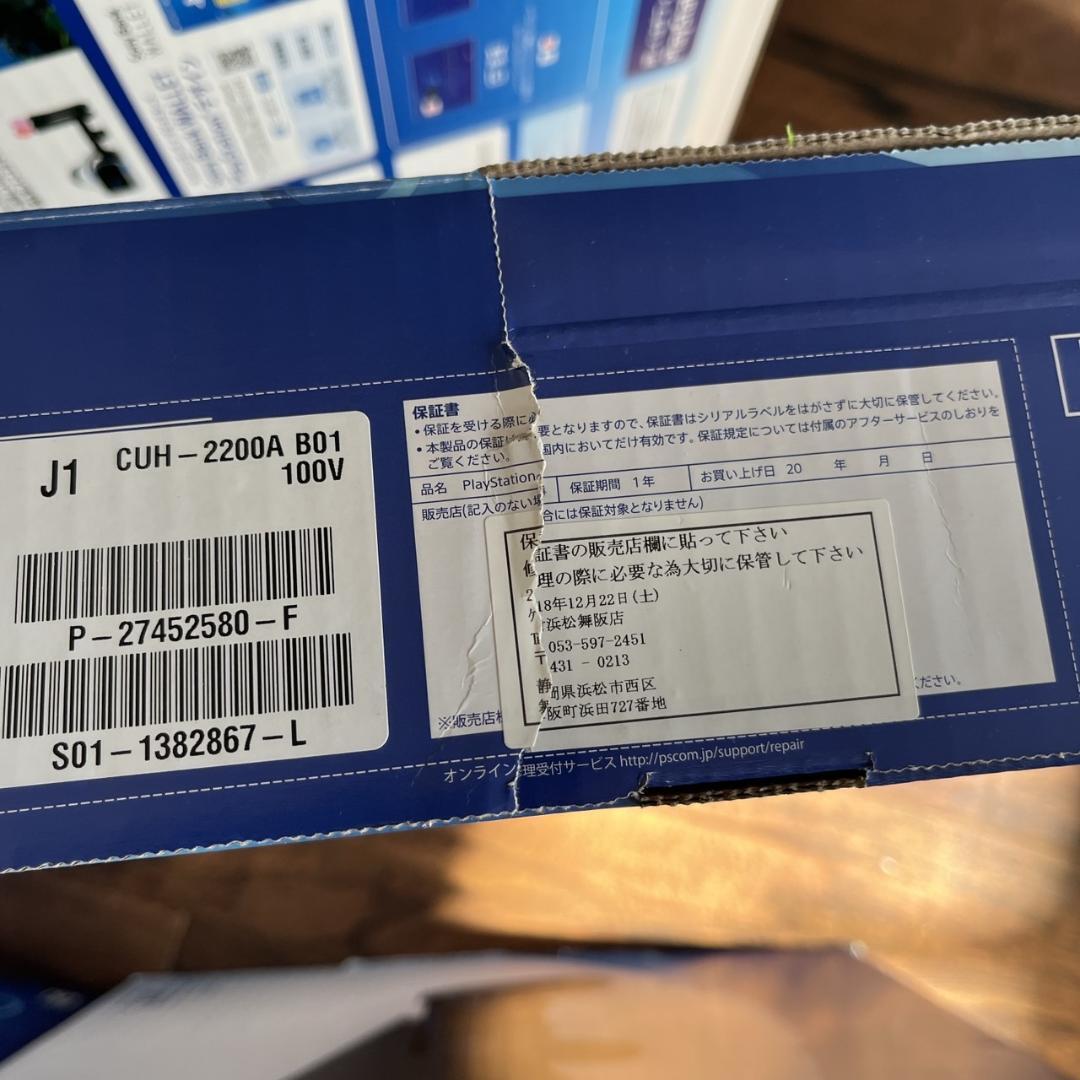 J1
CUH-2200A B01
100V
P-27452580-F
S01-1382867-L
保証書
•保証を受ける際に必要となりますので、保証書はシリアルラベルをはがさずに大切に保管してください。
•本製品の保証は 国内においてだけ有効です。保証規定については付属のアフターサービスのしおりを
ご覧ください。
品名 PlayStation 保証期間 1年 お買い上げ日 20 年 月 日
販売店(記入のない場合には保証対象となりません)
保証書の販売店欄に貼って下さい
修理の際に必要な為大切に保管して下さい
18年12月22日(土)
浜松舞阪店
053-597-2451
〒431-0213
静岡県浜松市西区
阪町浜田727番地
※販売店様
ください。
オンライン 理受付サービス http://pscom.jp/support/repair